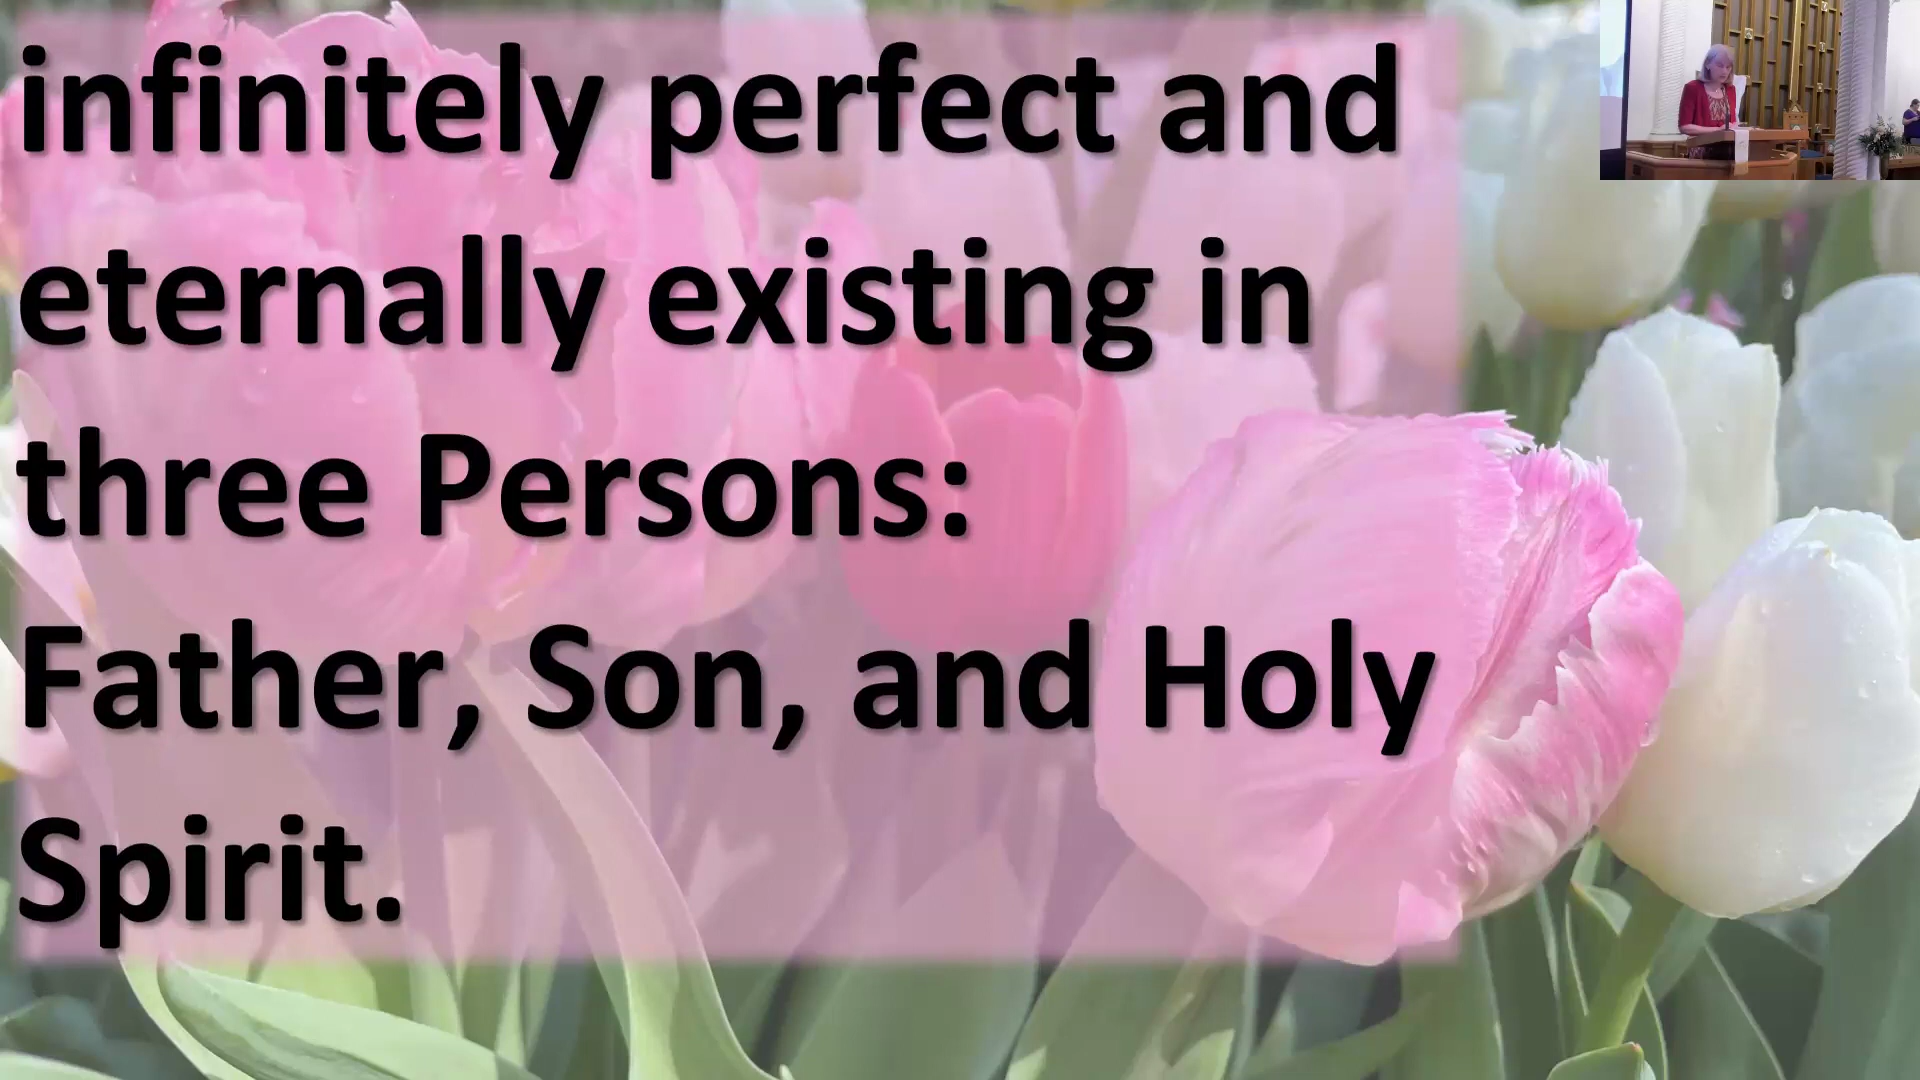 infinitely perfect and
eternally existing in
three Persons:
Father, Son, and Holy
Spirit.